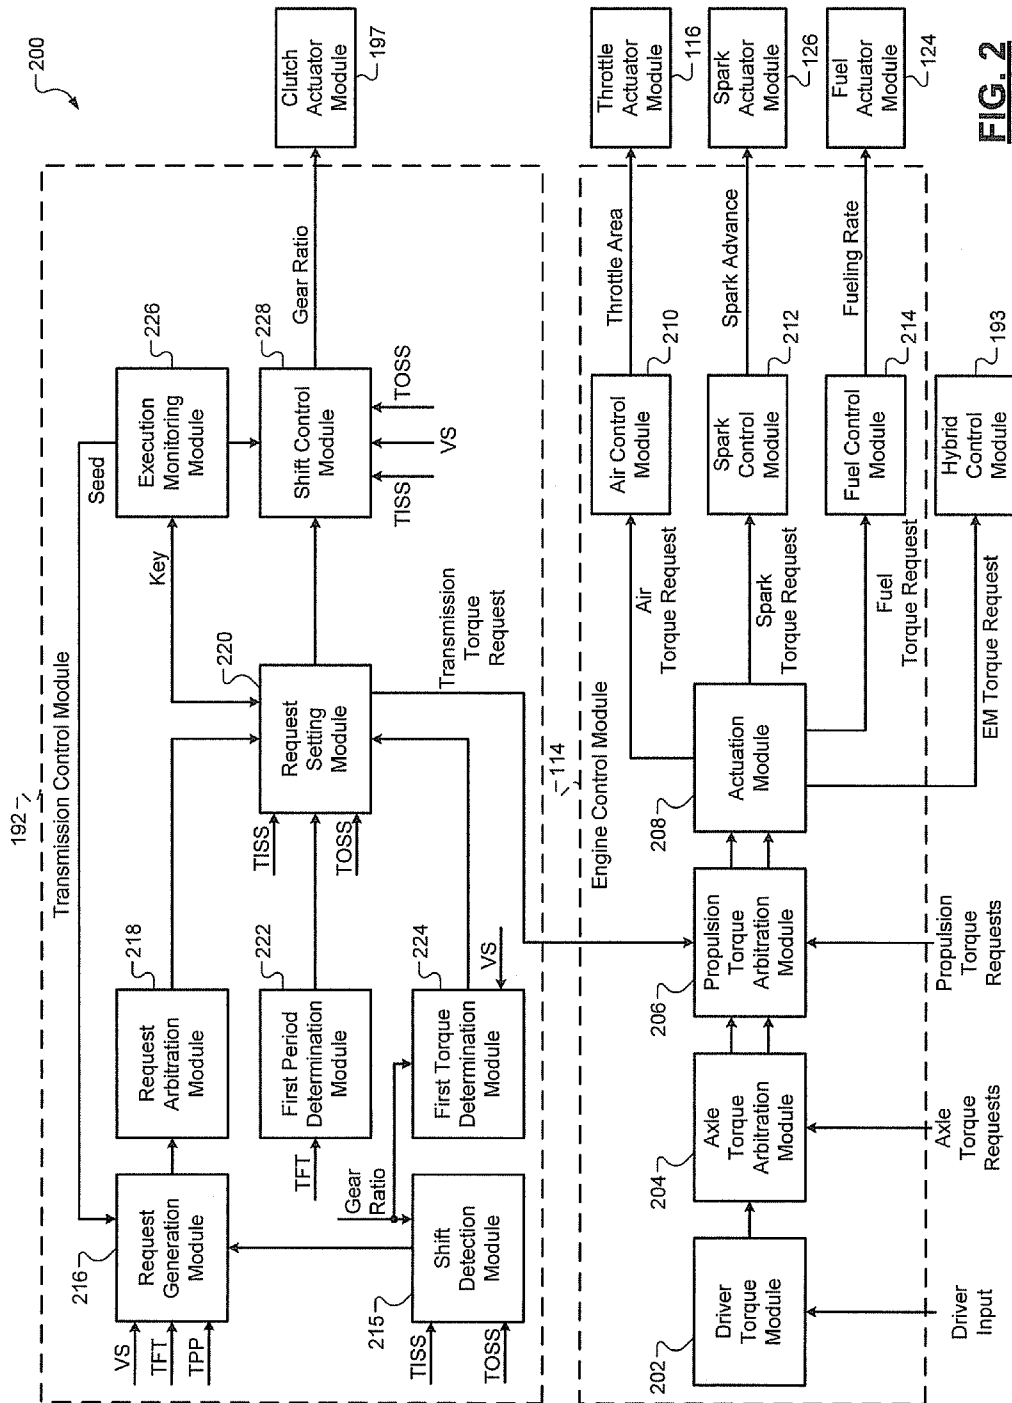 200
192
Transmission Control Module
Seed
VS
TFT
TPP
216
Request
Generation
Module
218
Request
Arbitration
Module
Key
226
Execution
Monitoring
Module
TFT
222
First Period
Determination
Module
TISS
TOSS
220
Request
Setting
Module
228
Shift Control
Module
TISS
VS
TOSS
Gear Ratio
Clutch
Actuator
Module
197
Gear
Ratio
TISS
TOSS
215
Shift
Detection
Module
224
First Torque
Determination
Module
VS
Transmission
Torque
Request
114
Engine Control Module
202
Driver
Torque
Module
Driver
Input
204
Axle
Torque
Arbitration
Module
Axle
Torque
Requests
206
Propulsion
Torque
Arbitration
Module
Propulsion
Torque
Requests
208
Actuation
Module
Air
Torque Request
Air Control
Module
210
Throttle Area
Throttle
Actuator
Module
116
Spark
Torque Request
Spark
Control
Module
212
Spark Advance
Spark
Actuator
Module
126
Fuel
Torque Request
Fuel Control
Module
214
Fueling Rate
Fuel
Actuator
Module
124
EM Torque Request
Hybrid
Control
Module
193
FIG. 2